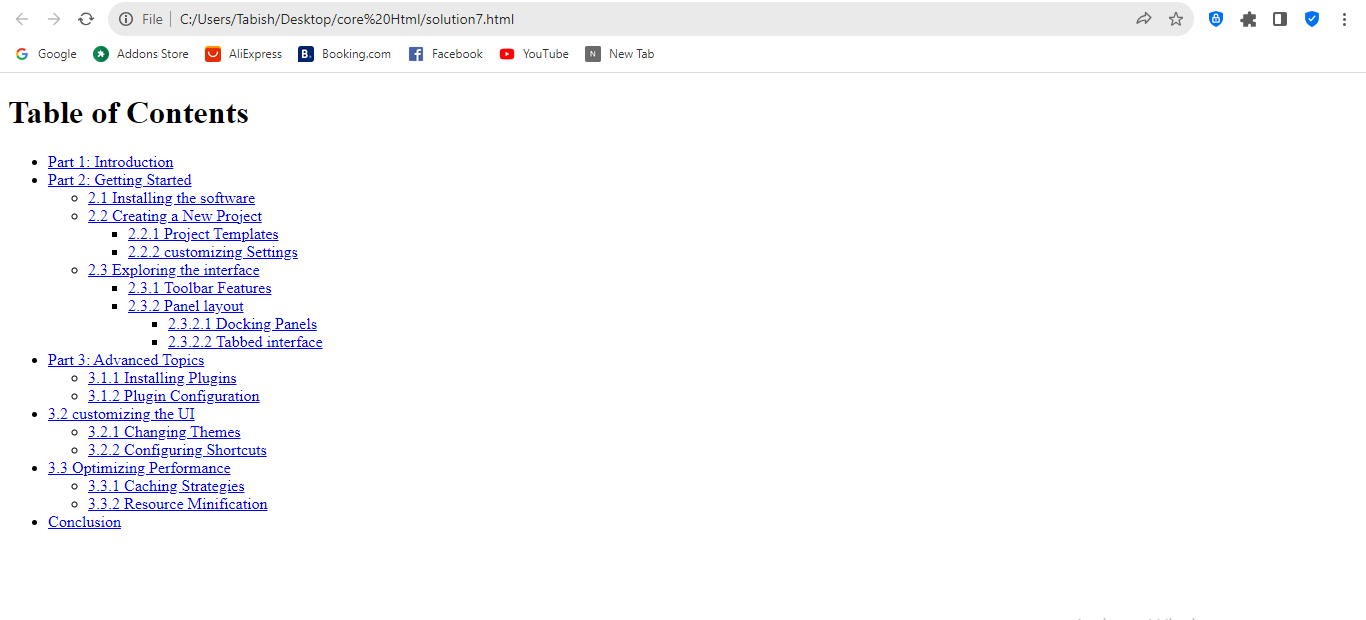 File C:/Users/Tabish/Desktop/core%20Html/solution7.html
Google Addons Store AliExpress B. Booking.com Facebook YouTube N New Tab
Table of Contents
Part 1: Introduction
Part 2: Getting Started
2.1 Installing the software
2.2 Creating a New Project
2.2.1 Project Templates
2.2.2 customizing Settings
2.3 Exploring the interface
2.3.1 Toolbar Features
2.3.2 Panel layout
2.3.2.1 Docking Panels
2.3.2.2 Tabbed interface
Part 3: Advanced Topics
3.1.1 Installing Plugins
3.1.2 Plugin Configuration
3.2 customizing the UI
3.2.1 Changing Themes
3.2.2 Configuring Shortcuts
3.3 Optimizing Performance
3.3.1 Caching Strategies
3.3.2 Resource Minification
Conclusion